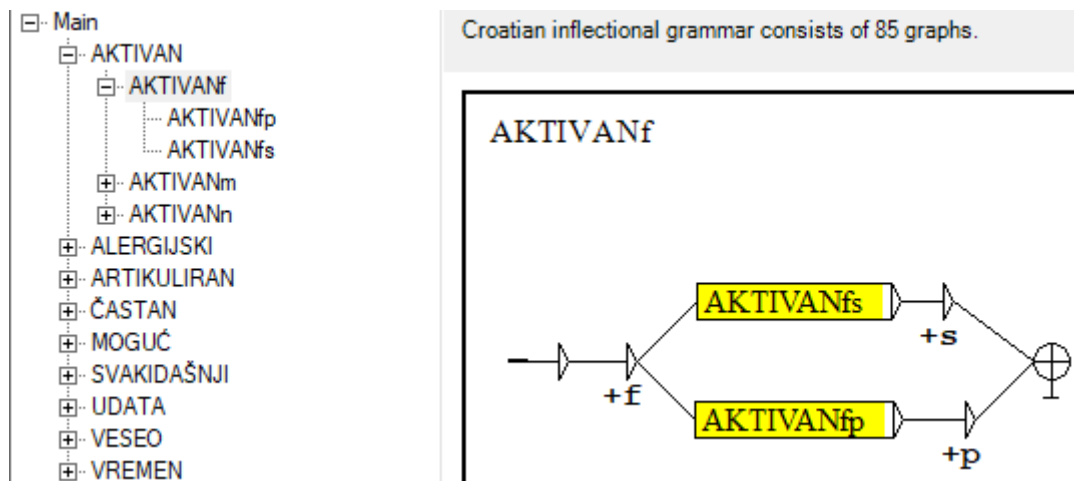 Main
AKTIVAN
AKTIVANf
AKTIVANfp
AKTIVANfs
AKTIVANm
AKTIVANn
ALERGIJSKI
ARTIKULIRAN
ČASTAN
MOGUĆ
SVAKIDAŠNJI
UDATA
VESEO
VREMEN
Croatian inflectional grammar consists of 85 graphs.
AKTIVANf
AKTIVANfs
+s
+f
AKTIVANfp
+p